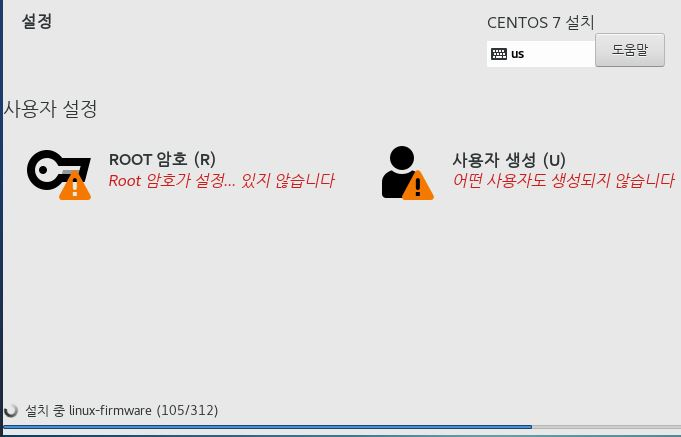 설정
CENTOS 7 설치
us
도움말
사용자 설정
ROOT 암호 (R)
Root 암호가 설정... 있지 않습니다
사용자 생성 (U)
어떤 사용자도 생성되지 않습니다
설치 중 linux-firmware (105/312)